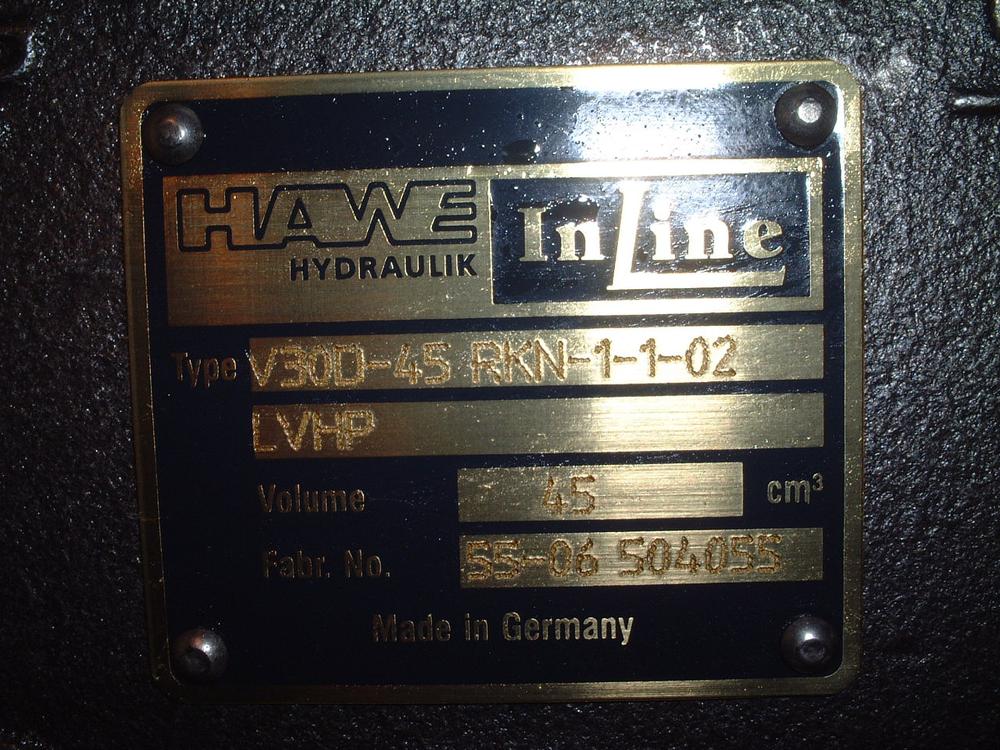 HAWE
HYDRAULIK
InLine
Type V30D-45 RKN-1-1-02
LVHP
Volume 45 cm³
Fabr. No. 55-06 504055
Made in Germany